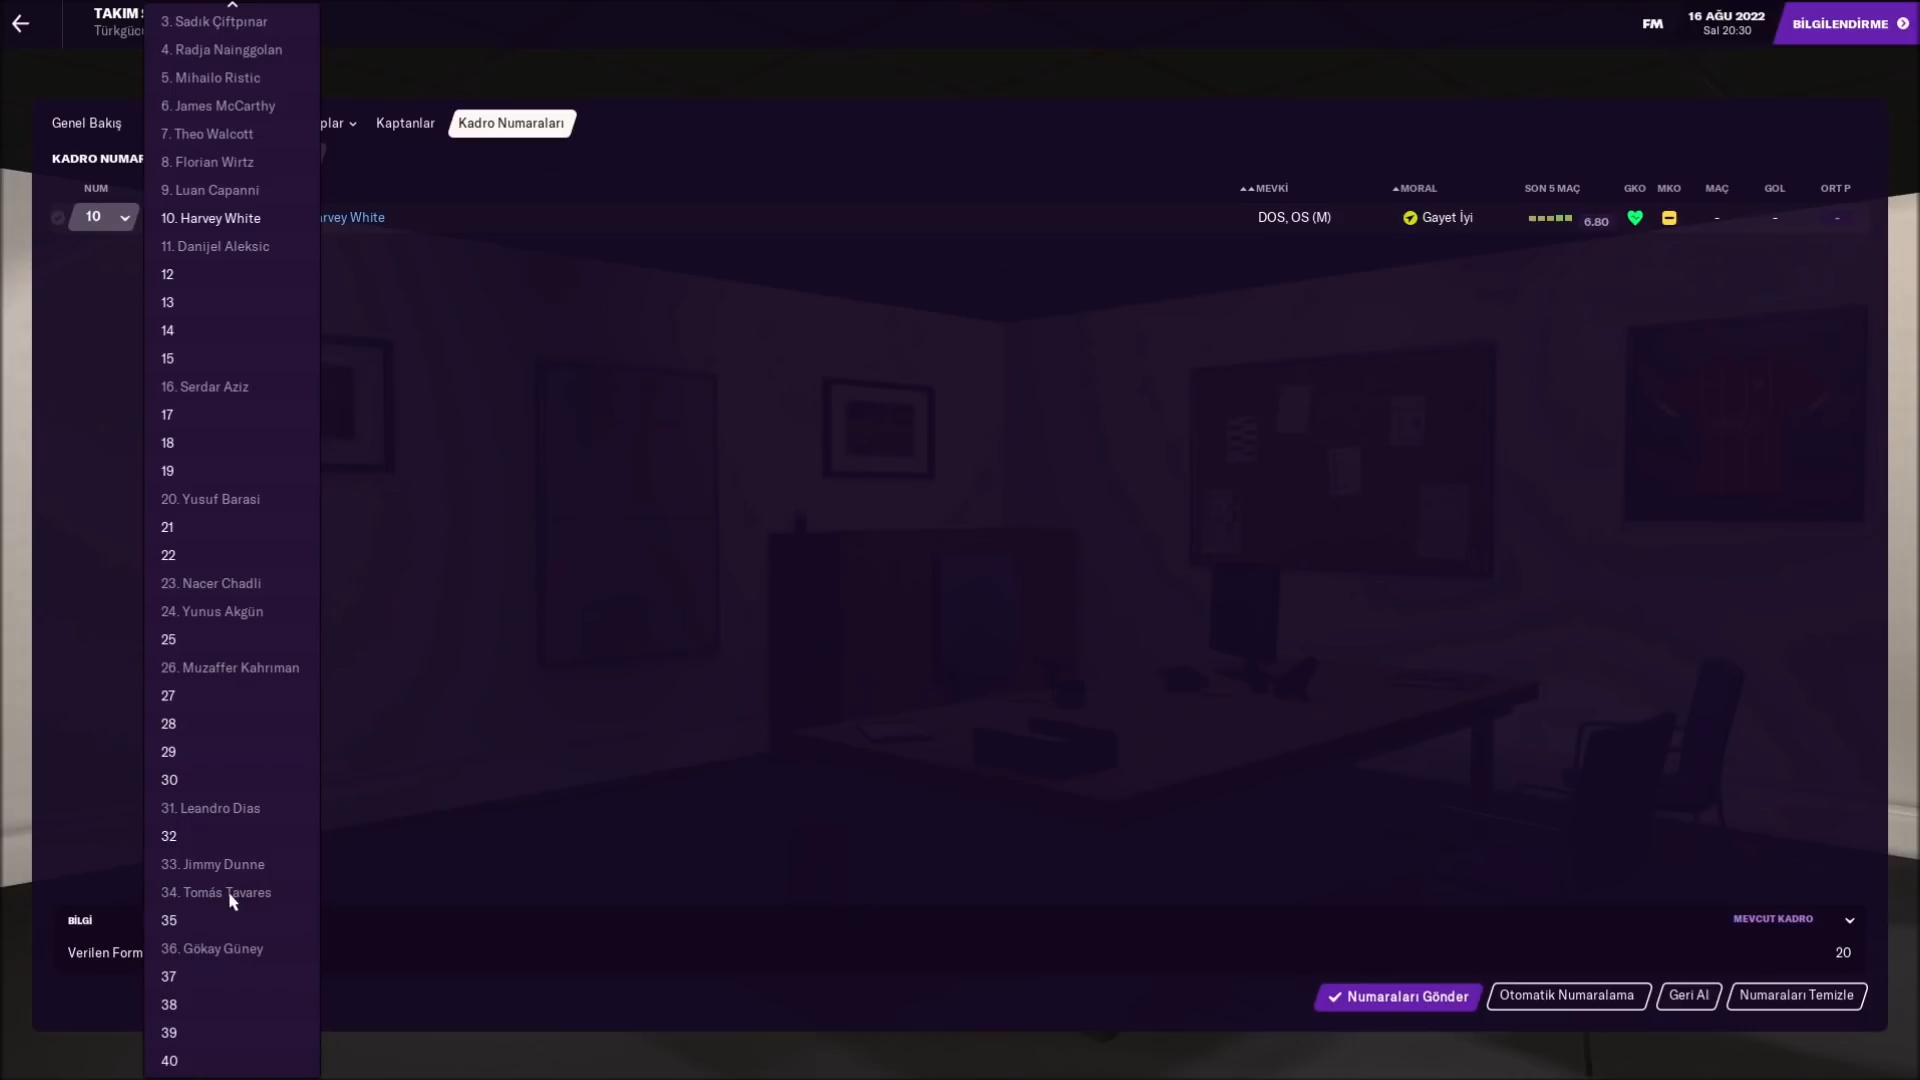 TAKIM
Türkgücü
FM
16 AĞU 2022
Sal 20:30
BİLGİLENDİRME
Genel Bakış
plar
Kaptanlar
Kadro Numaraları
KADRO NUMAR
NUM
MEVKİ
MORAL
SON 5 MAÇ
GKO
MKO
MAÇ
GOL
ORT P
10
arvey White
DOS, OS (M)
Gayet İyi
6.80
-
-
-
3. Sadık Çiftpınar
4. Radja Nainggolan
5. Mihailo Ristic
6. James McCarthy
7. Theo Walcott
8. Florian Wirtz
9. Luan Capanni
10. Harvey White
11. Danijel Aleksic
12
13
14
15
16. Serdar Aziz
17
18
19
20. Yusuf Barasi
21
22
23. Nacer Chadli
24. Yunus Akgün
25
26. Muzaffer Kahrıman
27
28
29
30
31. Leandro Dias
32
33. Jimmy Dunne
34. Tomás Tavares
35
36. Gökay Güney
37
38
39
40
BİLGİ
MEVCUT KADRO
Verilen Form
20
Numaraları Gönder
Otomatik Numaralama
Geri Al
Numaraları Temizle